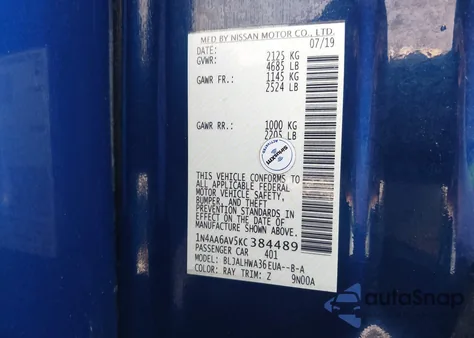 MFD BY NISSAN MOTOR CO., LTD.
DATE: 07/19
GVWR: 2125 KG
4685 LB
GAWR FR.: 1145 KG
2524 LB
GAWR RR.: 1000 KG
2205 LB
THIS VEHICLE CONFORMS TO
ALL APPLICABLE FEDERAL
MOTOR VEHICLE SAFETY,
BUMPER, AND THEFT
PREVENTION STANDARDS IN
EFFECT ON THE DATE OF
MANUFACTURE SHOWN ABOVE.
1N4AA6AV5KC384489
PASSENGER CAR 401
MODEL: BLJALHWA36EUA--B-A
COLOR: RAY TRIM: Z 9N00A
autoSnap